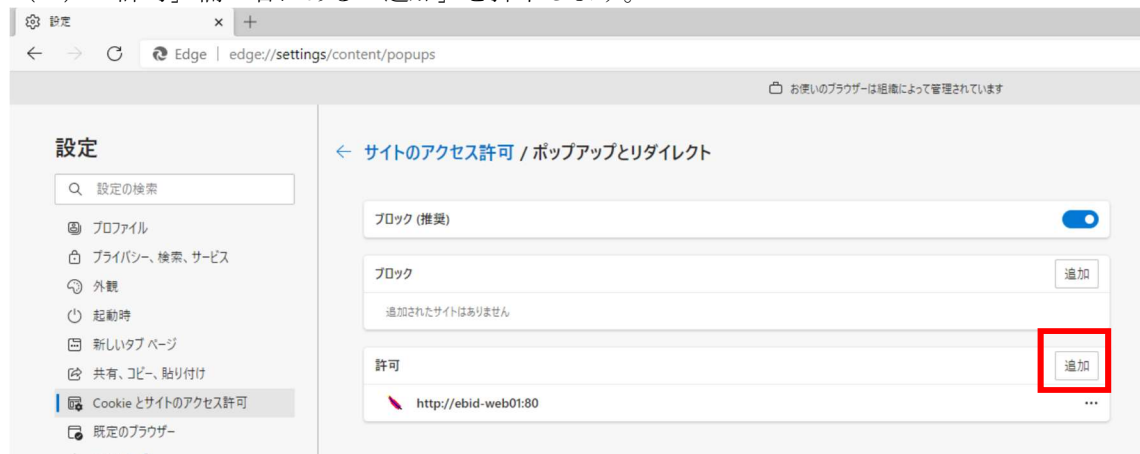 設定
Edge | edge://settings/content/popups
お使いのブラウザーは組織によって管理されています
設定
設定の検索
プロファイル
プライバシー、検索、サービス
外観
起動時
新しいタブ ページ
共有、コピー、貼り付け
Cookie とサイトのアクセス許可
既定のブラウザー
サイトのアクセス許可 / ポップアップとリダイレクト
ブロック (推奨)
ブロック
追加
追加されたサイトはありません
許可
追加
http://ebid-web01:80